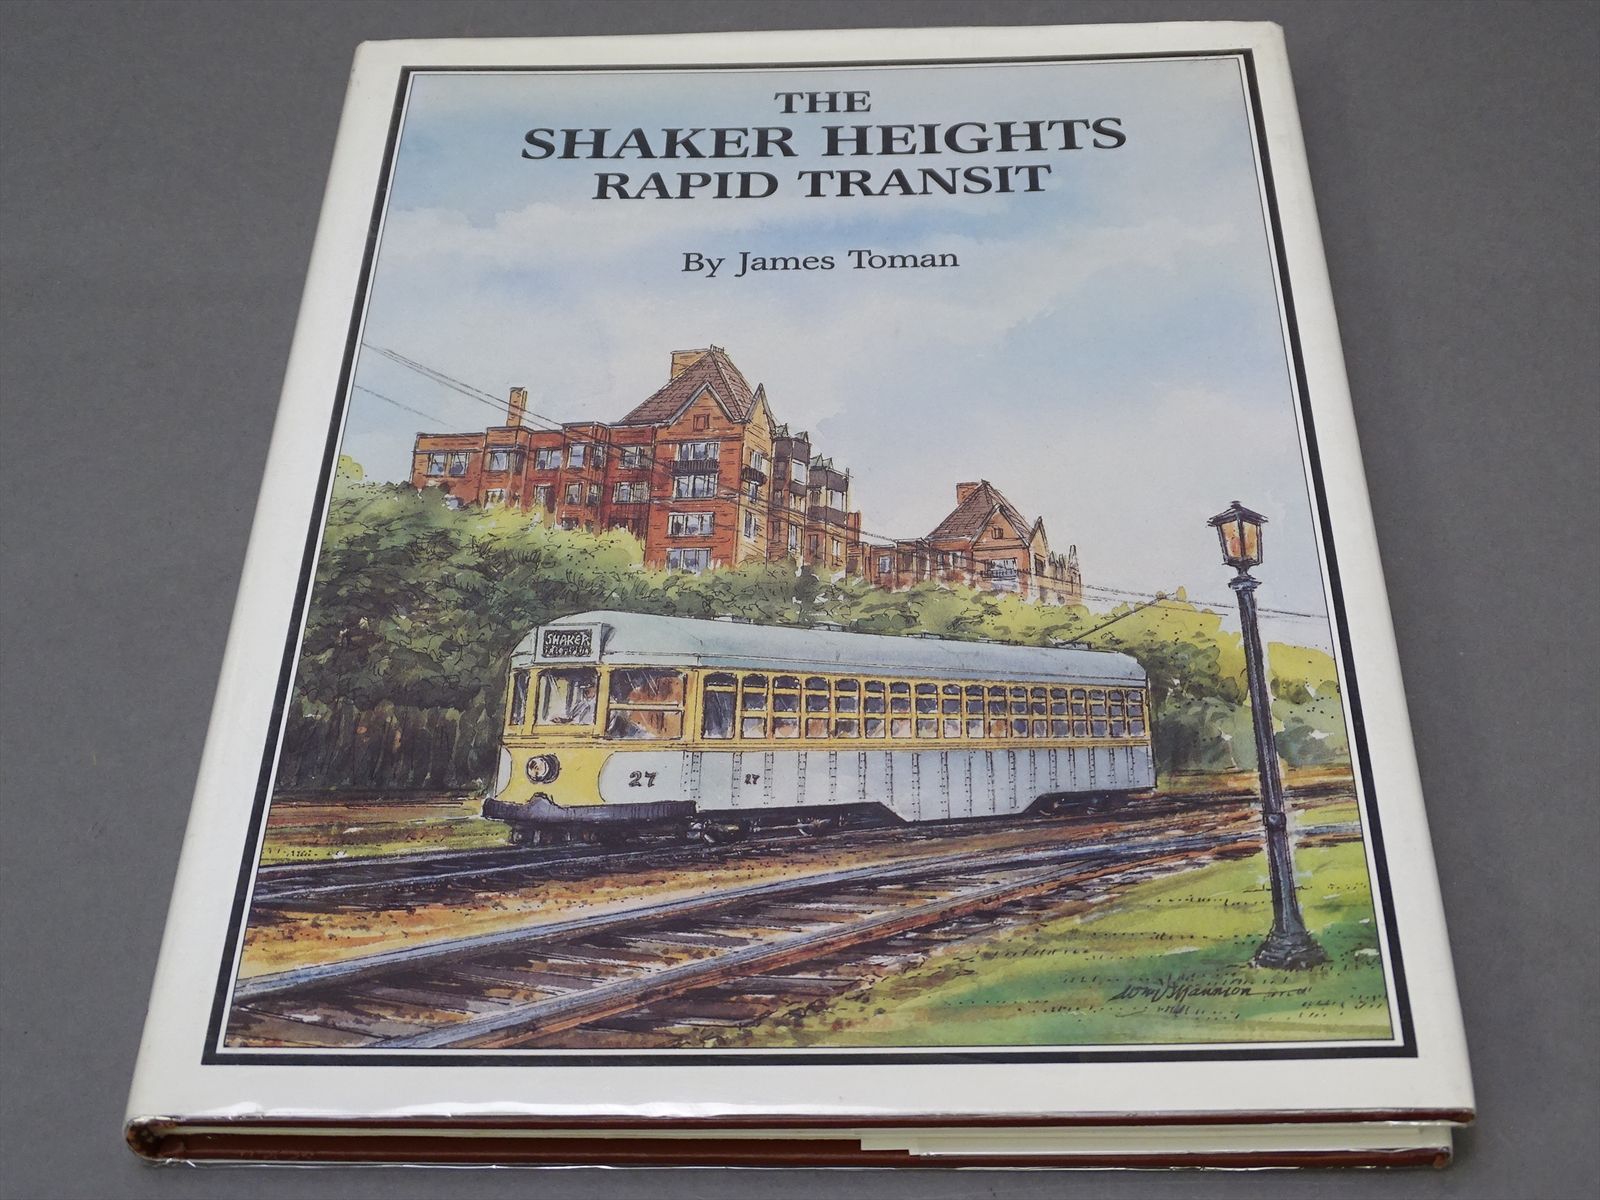 THE
SHAKER HEIGHTS
RAPID TRANSIT
By James Toman
SHAKER
27
27